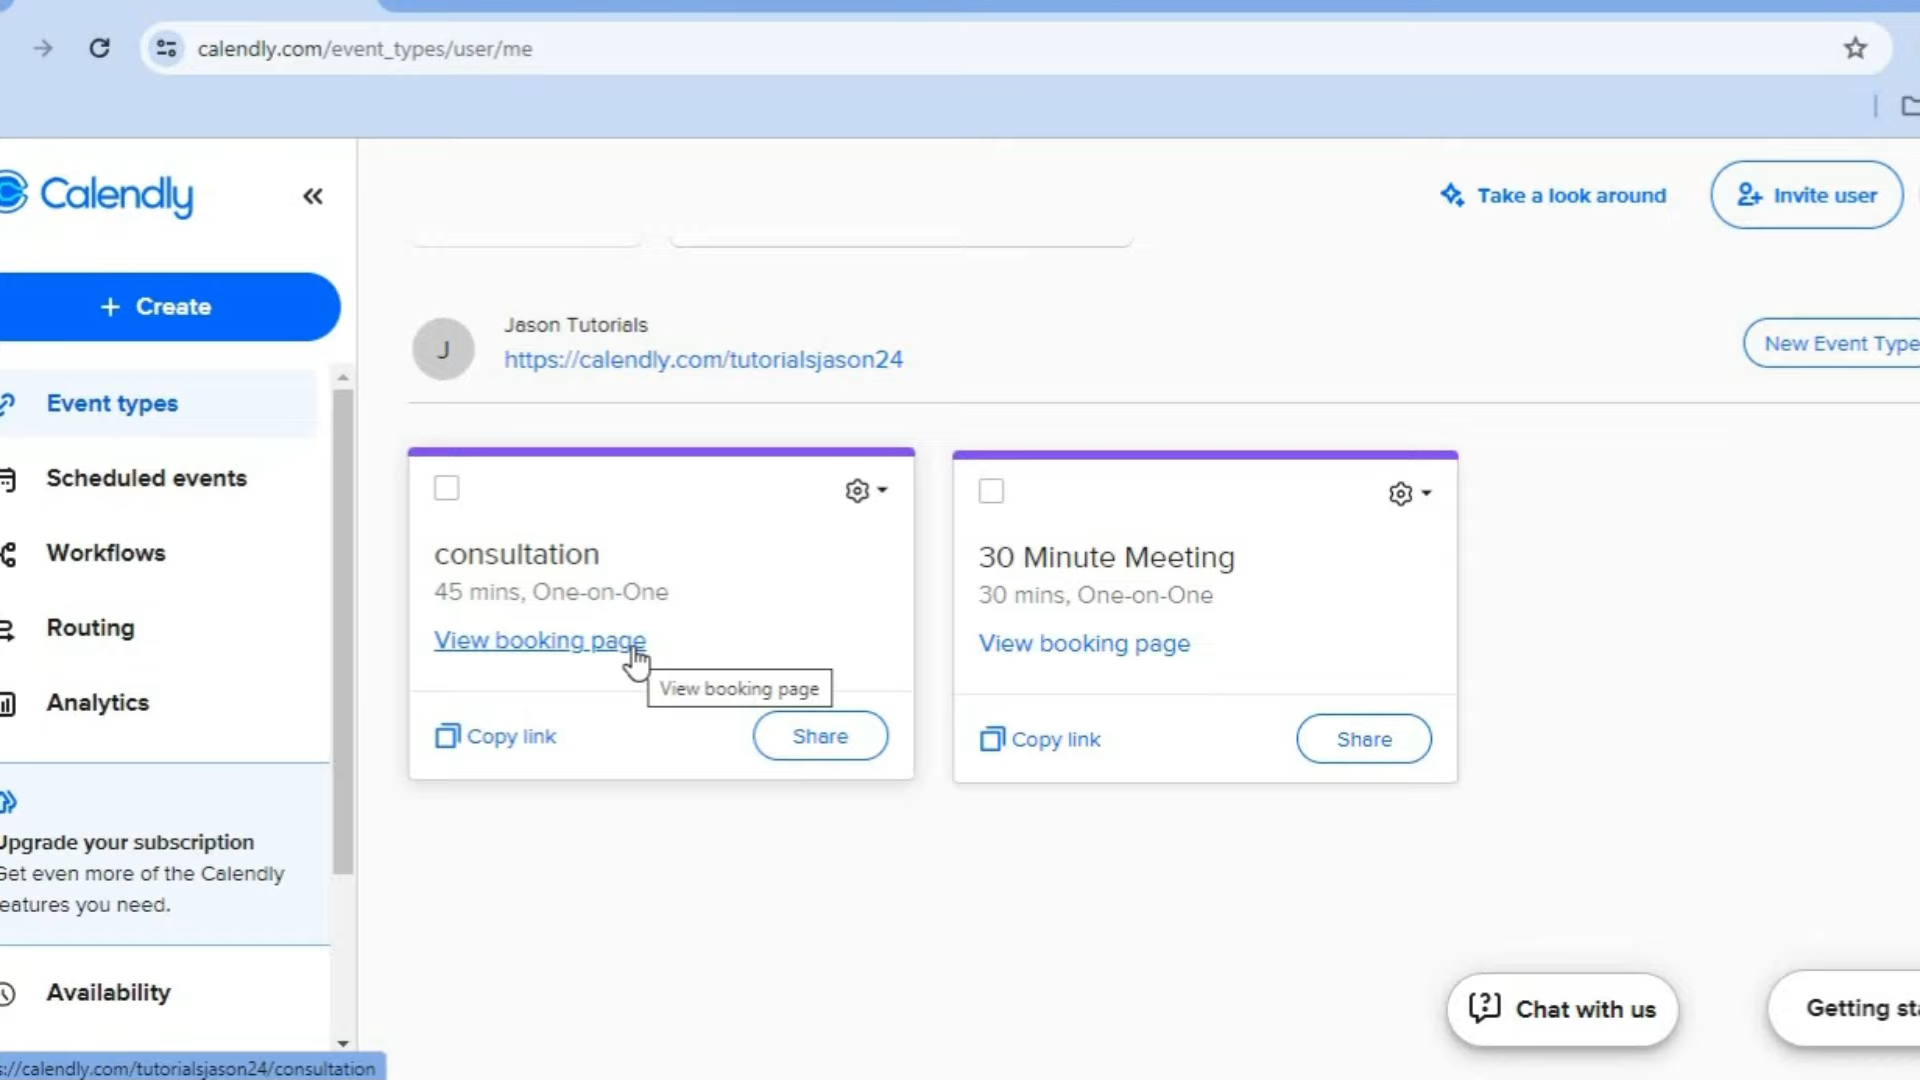 calendly.com/event_types/user/me
Calendly
Take a look around
Invite user
+ Create
Jason Tutorials
J
https://calendly.com/tutorialsjason24
New Event Type
Event types
Scheduled events
Workflows
Routing
Analytics
consultation
45 mins, One-on-One
View booking page
View booking page
Copy link
Share
30 Minute Meeting
30 mins, One-on-One
View booking page
Copy link
Share
Upgrade your subscription
Get even more of the Calendly
features you need.
Availability
Chat with us
Getting sta
s://calendly.com/tutorialsjason24/consultation